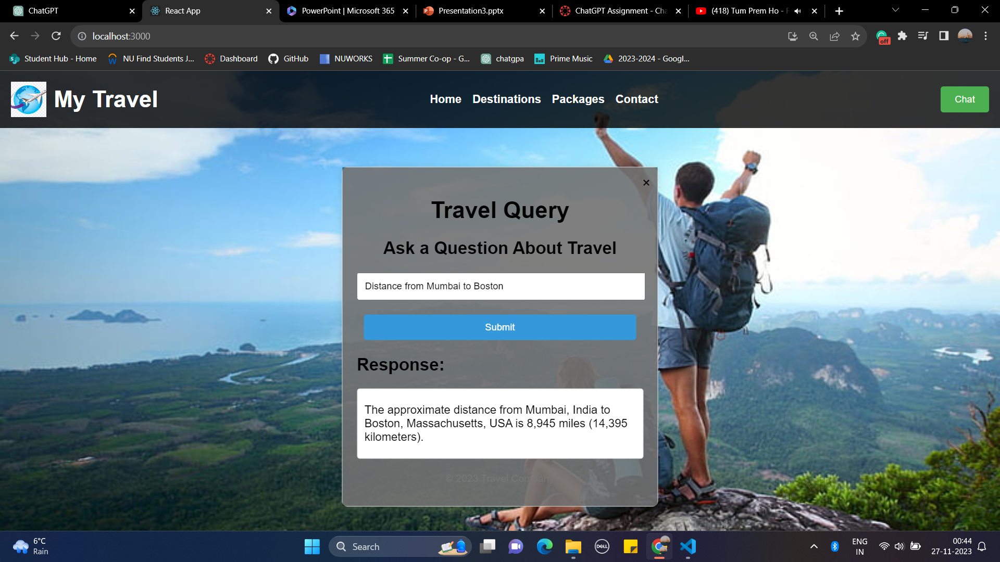 ChatGPT
React App
PowerPoint | Microsoft 365
Presentation3.pptx
ChatGPT Assignment - Cha
(418) Tum Prem Ho - R
localhost:3000
off
Student Hub - Home
NU Find Students J...
Dashboard
GitHub
NUWORKS
Summer Co-op - G...
chatgpa
Prime Music
2023-2024 - Googl...
My Travel
Home
Destinations
Packages
Contact
Chat
×
Travel Query
Ask a Question About Travel
Distance from Mumbai to Boston
Submit
Response:
The approximate distance from Mumbai, India to
Boston, Massachusetts, USA is 8,945 miles (14,395
kilometers).
© 2023 Travel Company
6°C
Rain
Search
DELL
ENG
IN
00:44
27-11-2023